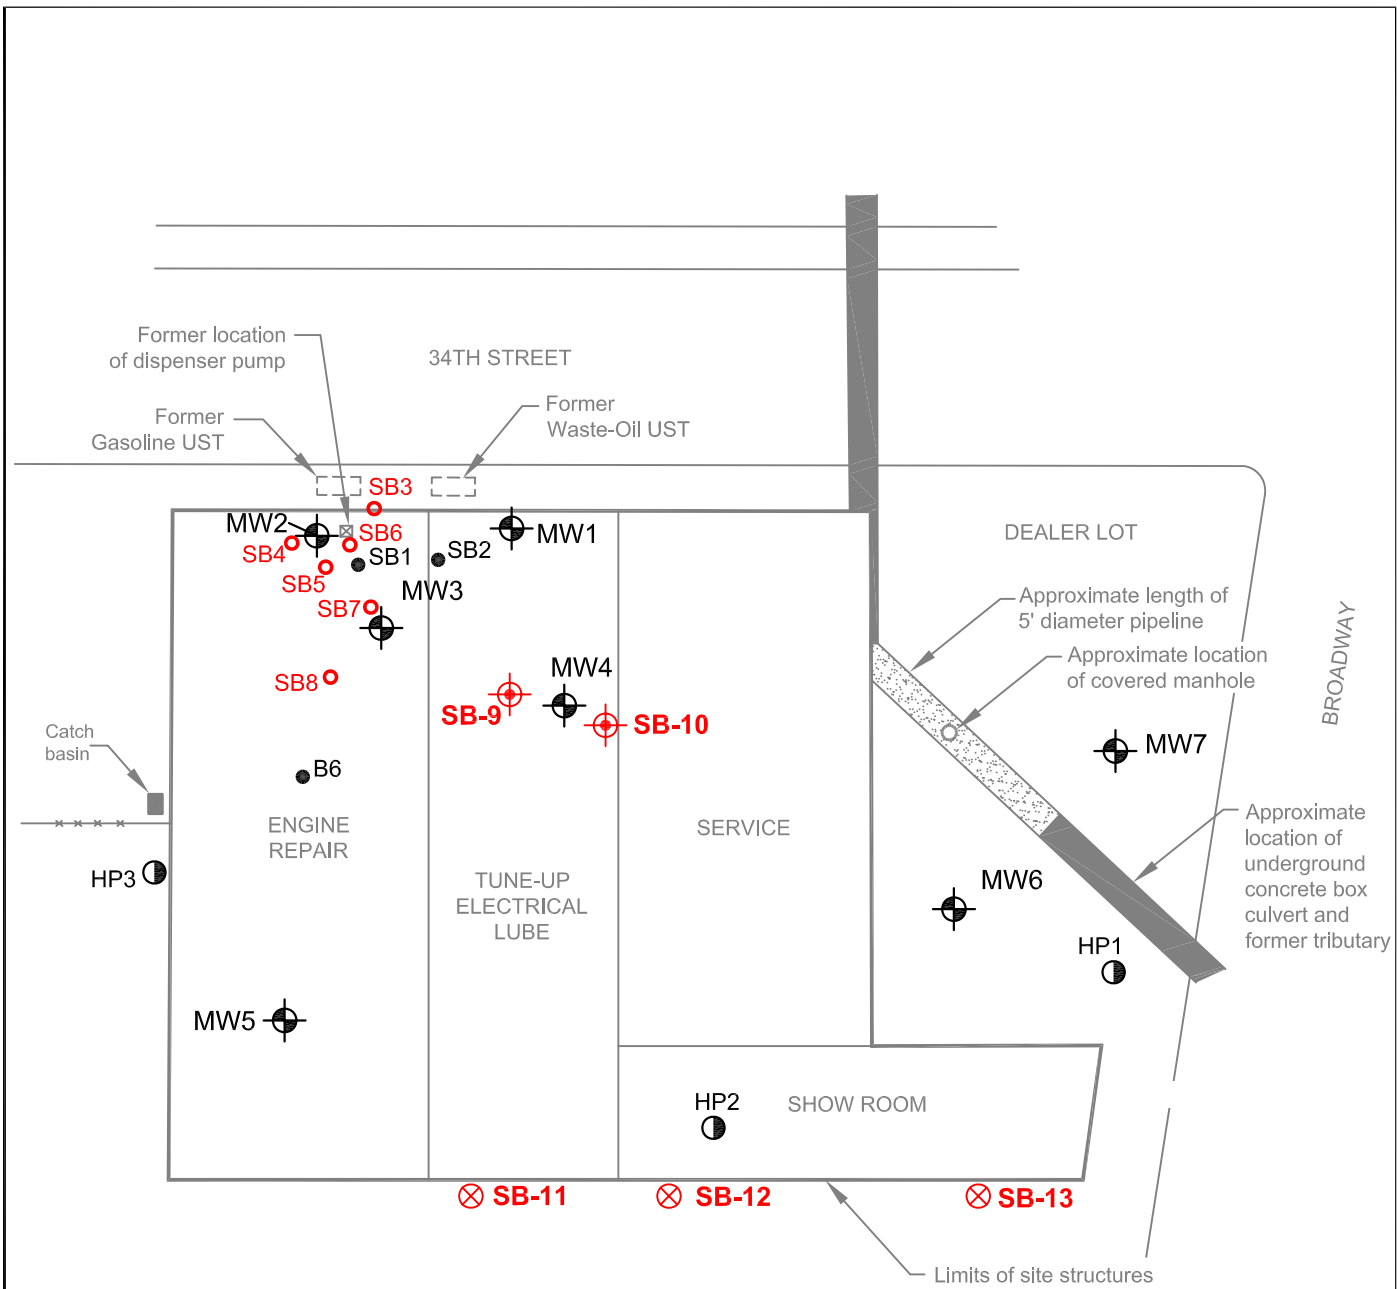 Former location
of dispenser pump
34TH STREET
Former
Gasoline UST
Former
Waste-Oil UST
SB3
MW2
SB6
SB4
SB1
SB2
MW1
SB5
MW3
SB7
DEALER LOT
Approximate length of
5' diameter pipeline
Approximate location
of covered manhole
BROADWAY
SB8
MW4
SB-9
SB-10
MW7
Catch
basin
B6
ENGINE
REPAIR
SERVICE
Approximate
location of
underground
concrete box
culvert and
former tributary
HP3
TUNE-UP
ELECTRICAL
LUBE
MW6
HP1
MW5
HP2
SHOW ROOM
SB-11
SB-12
SB-13
Limits of site structures